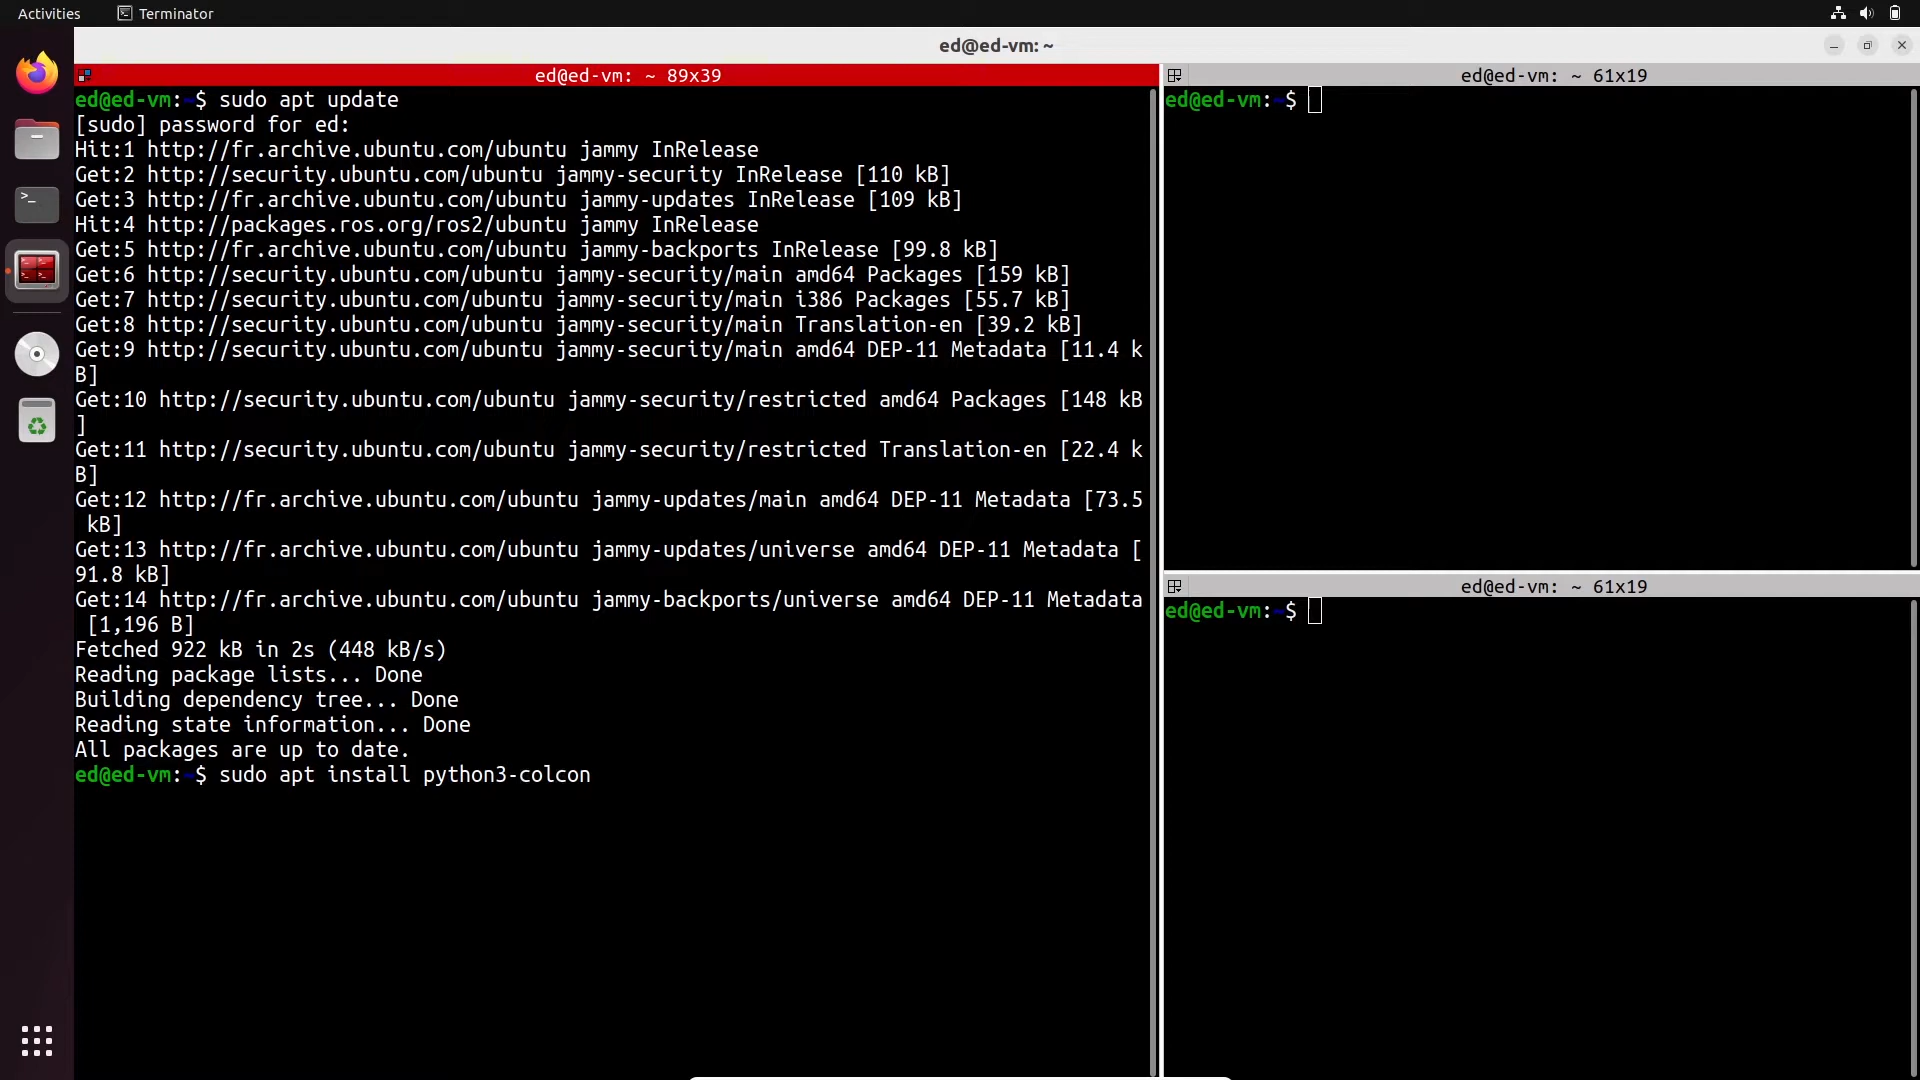 Activities
Terminator
ed@ed-vm: ~
ed@ed-vm: ~ 89x39
ed@ed-vm:~$ sudo apt update
[sudo] password for ed:
Hit:1 http://fr.archive.ubuntu.com/ubuntu jammy InRelease
Get:2 http://security.ubuntu.com/ubuntu jammy-security InRelease [110 kB]
Get:3 http://fr.archive.ubuntu.com/ubuntu jammy-updates InRelease [109 kB]
Hit:4 http://packages.ros.org/ros2/ubuntu jammy InRelease
Get:5 http://fr.archive.ubuntu.com/ubuntu jammy-backports InRelease [99.8 kB]
Get:6 http://security.ubuntu.com/ubuntu jammy-security/main amd64 Packages [159 kB]
Get:7 http://security.ubuntu.com/ubuntu jammy-security/main i386 Packages [55.7 kB]
Get:8 http://security.ubuntu.com/ubuntu jammy-security/main Translation-en [39.2 kB]
Get:9 http://security.ubuntu.com/ubuntu jammy-security/main amd64 DEP-11 Metadata [11.4 k
B]
Get:10 http://security.ubuntu.com/ubuntu jammy-security/restricted amd64 Packages [148 kB
]
Get:11 http://security.ubuntu.com/ubuntu jammy-security/restricted Translation-en [22.4 k
B]
Get:12 http://fr.archive.ubuntu.com/ubuntu jammy-updates/main amd64 DEP-11 Metadata [73.5
 kB]
Get:13 http://fr.archive.ubuntu.com/ubuntu jammy-updates/universe amd64 DEP-11 Metadata [
91.8 kB]
Get:14 http://fr.archive.ubuntu.com/ubuntu jammy-backports/universe amd64 DEP-11 Metadata
 [1,196 B]
Fetched 922 kB in 2s (448 kB/s)
Reading package lists... Done
Building dependency tree... Done
Reading state information... Done
All packages are up to date.
ed@ed-vm:~$ sudo apt install python3-colcon
ed@ed-vm: ~ 61x19
ed@ed-vm:~$
ed@ed-vm: ~ 61x19
ed@ed-vm:~$